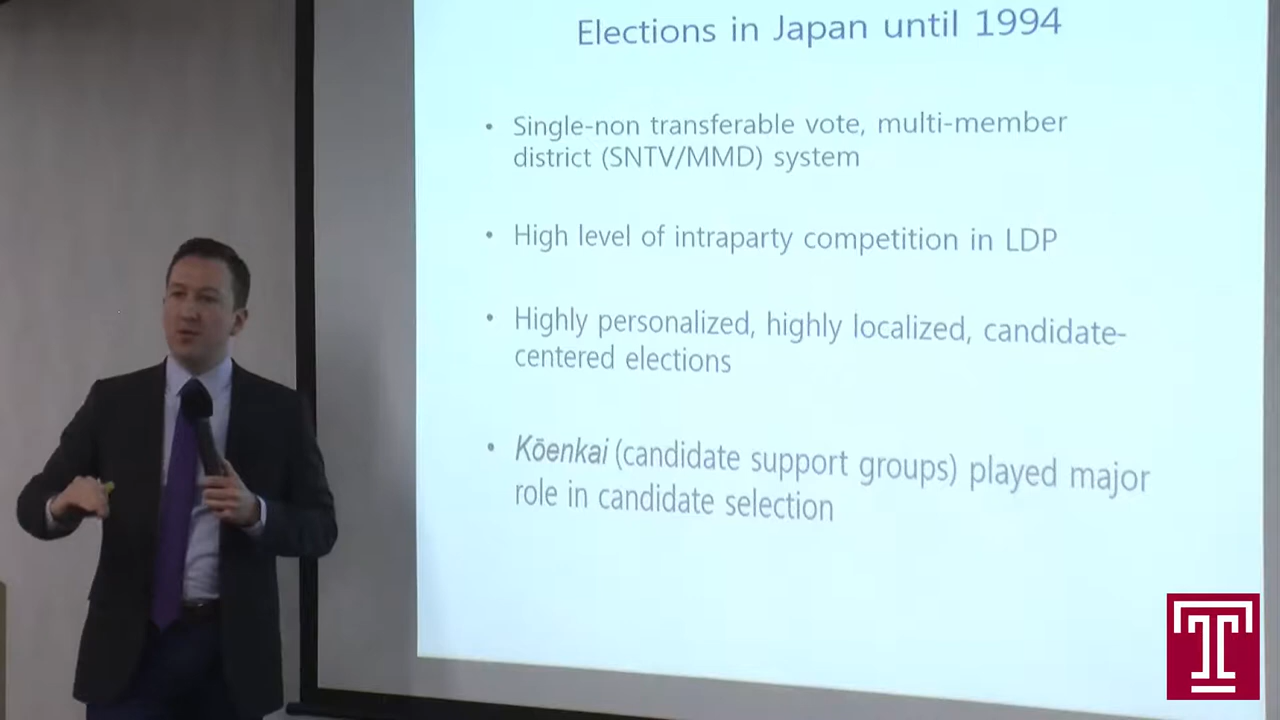 Elections in Japan until 1994
• Single-non transferable vote, multi-member
district (SNTV/MMD) system
• High level of intraparty competition in LDP
• Highly personalized, highly localized, candidate-
centered elections
• Kōenkai (candidate support groups) played major
role in candidate selection
T